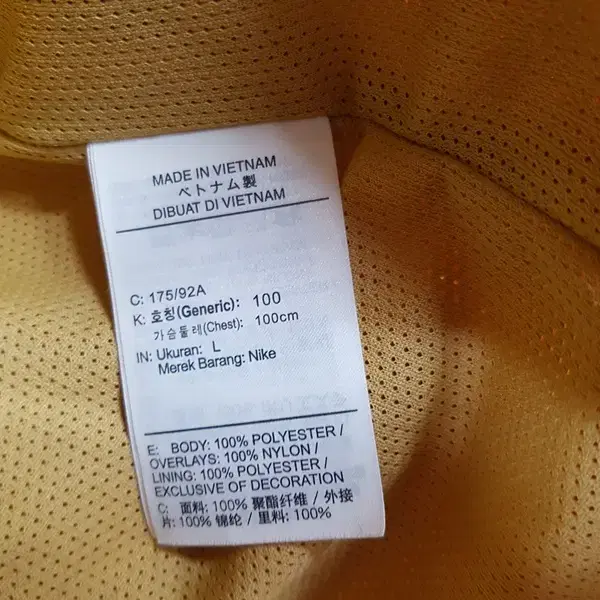 MADE IN VIETNAM
ベトナム製
DIBUAT DI VIETNAM
C: 175/92A
K: 호칭(Generic): 100
가슴둘레(Chest): 100cm
IN: Ukuran: L
Merek Barang: Nike
E: BODY: 100% POLYESTER /
OVERLAYS: 100% NYLON /
LINING: 100% POLYESTER /
EXCLUSIVE OF DECORATION
C: 面料: 100% 聚酯纤维 / 外接
片: 100% 锦纶 / 里料: 100%